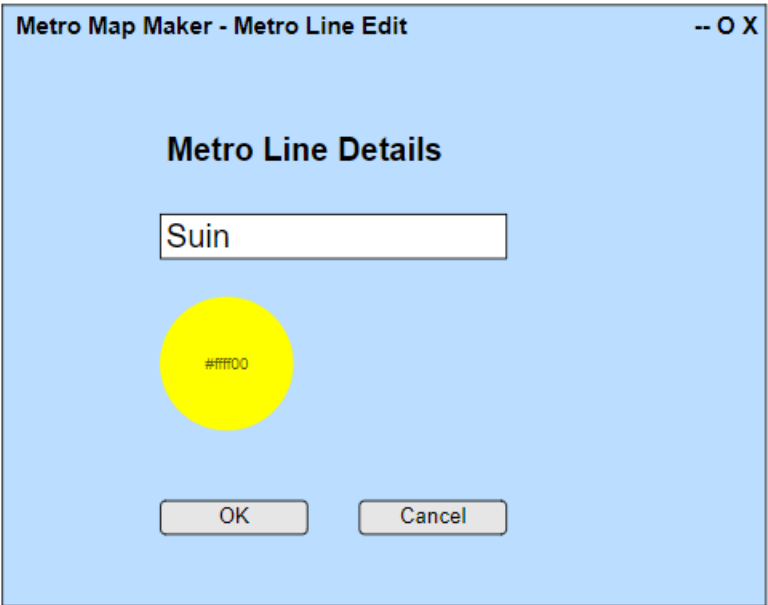 Metro Map Maker - Metro Line Edit -- O X
Metro Line Details
Suin
#ffff00
OK Cancel